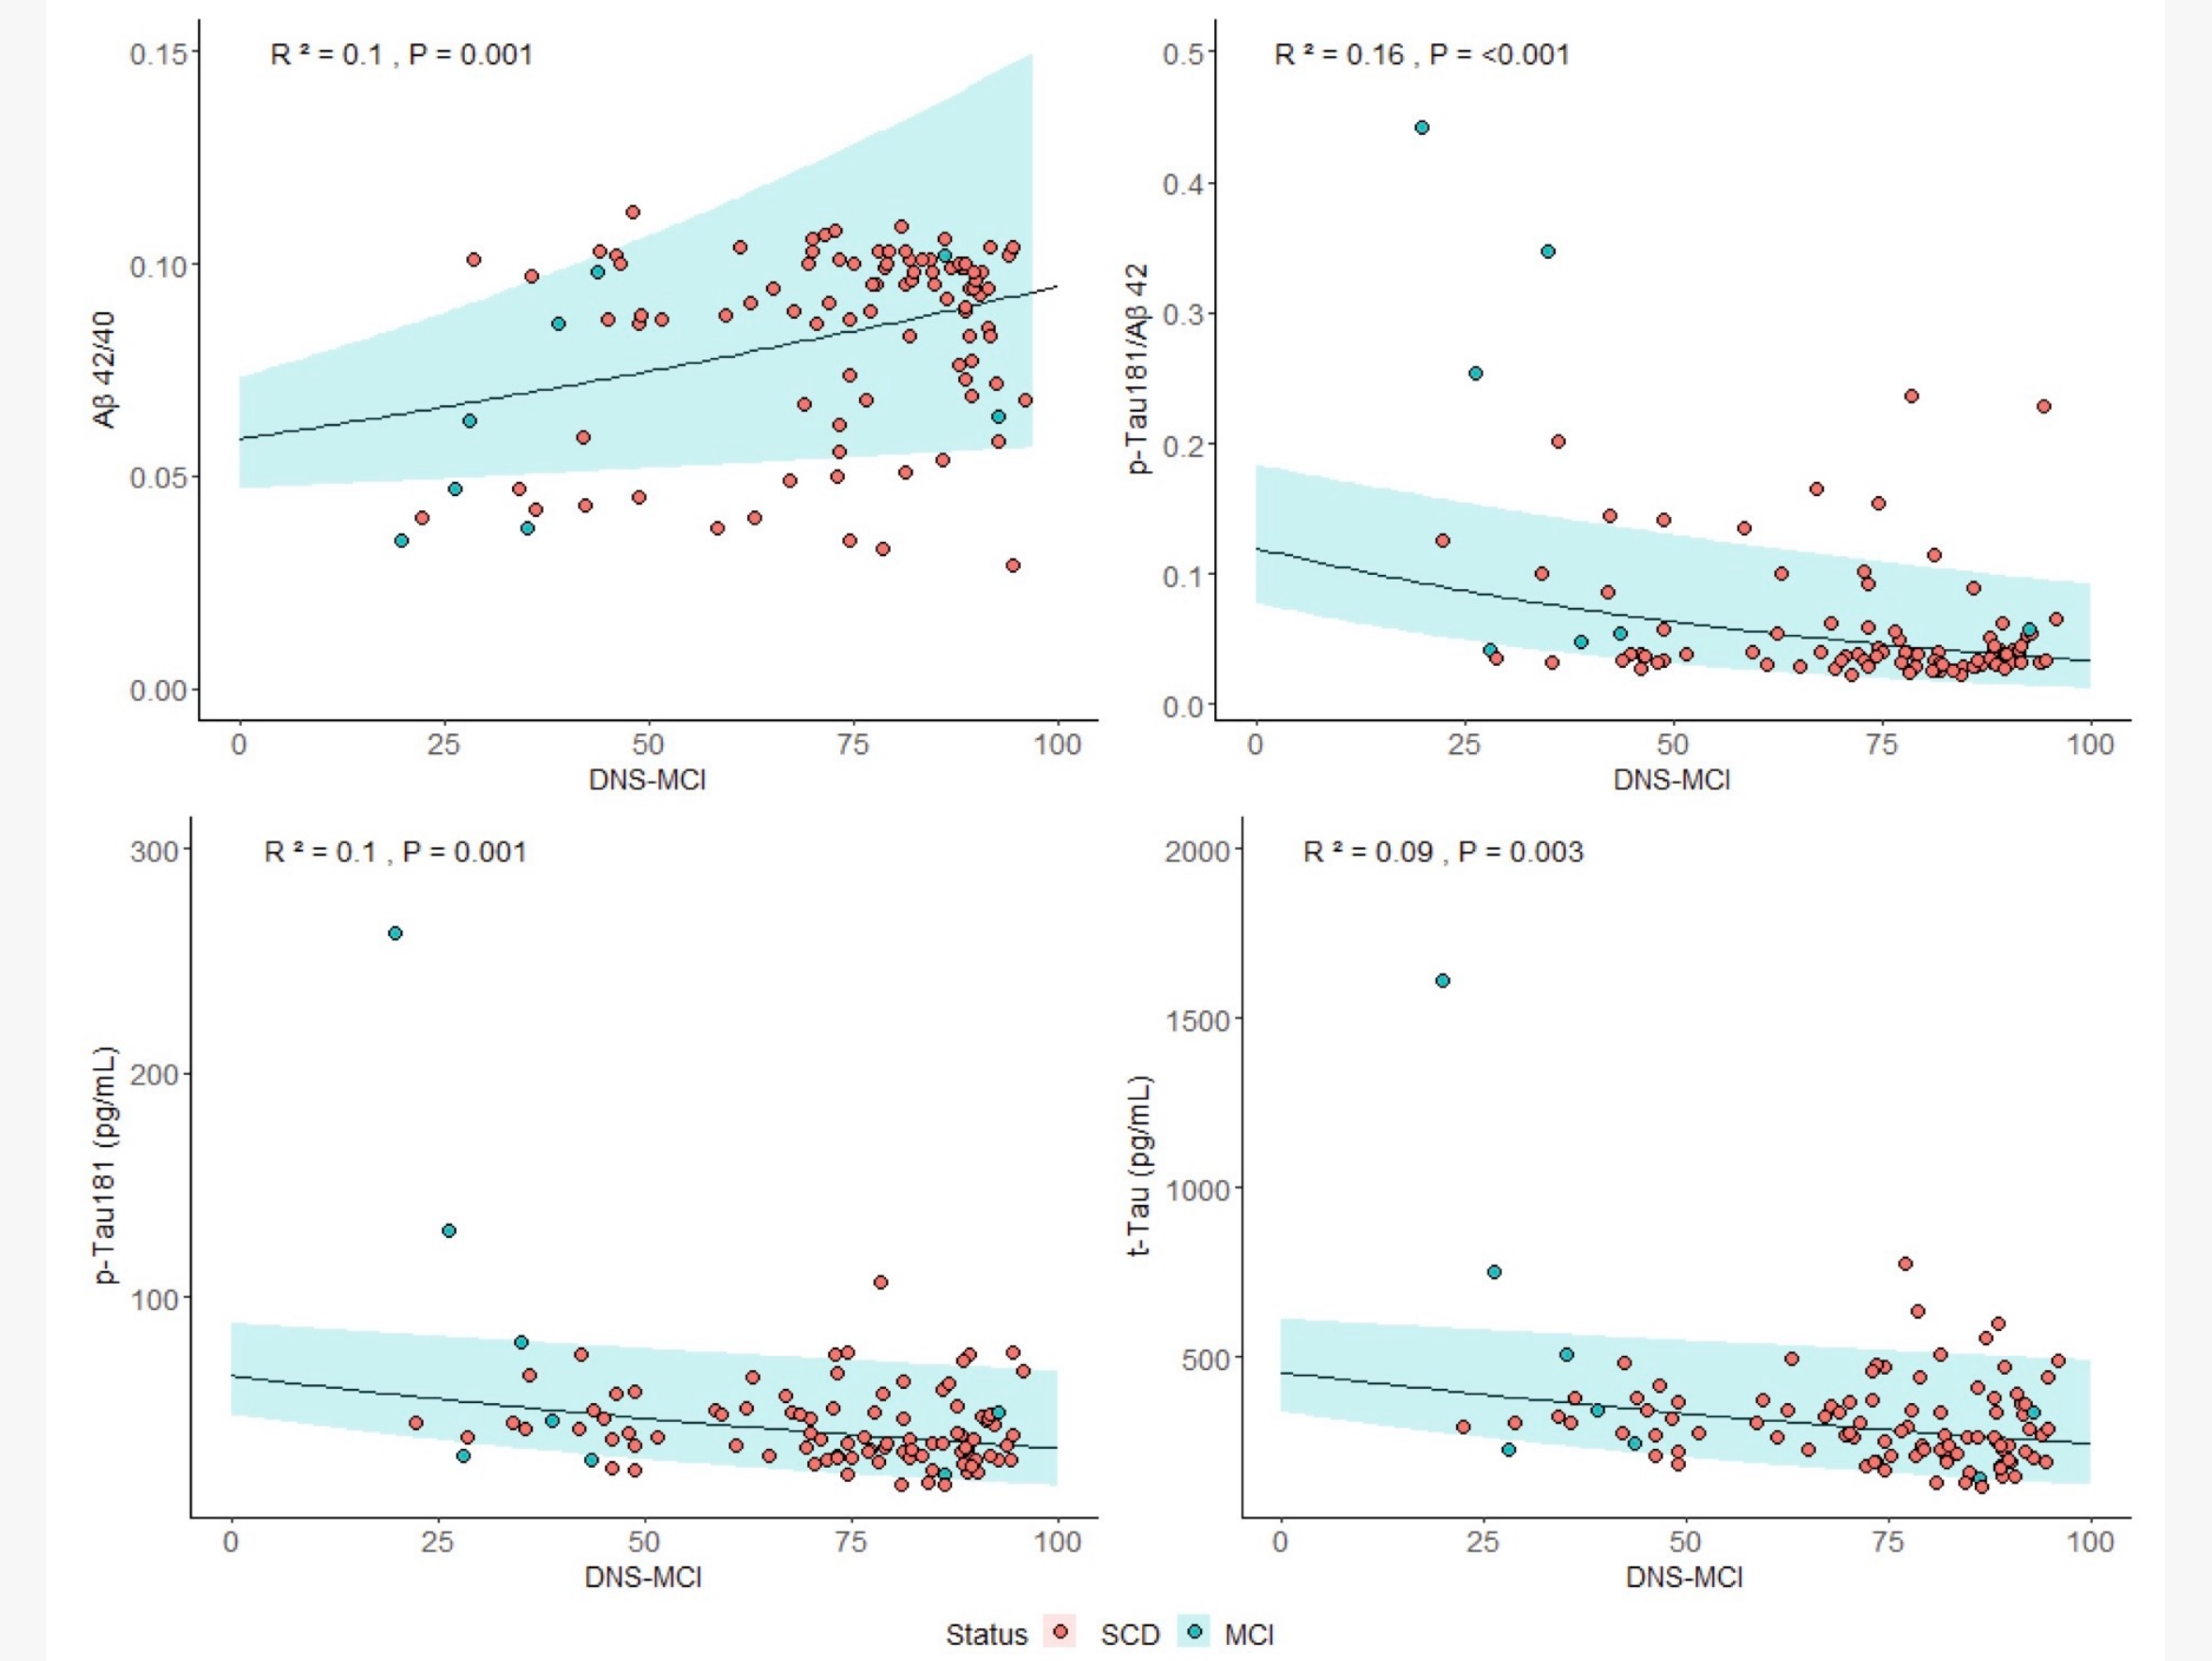 R ² = 0.1 , P = 0.001
0.15
0.10
0.05
0.00
Aβ 42/40
0 25 50 75 100
DNS-MCI
R ² = 0.16 , P = <0.001
0.5
0.4
0.3
0.2
0.1
0.0
p-Tau181/Aβ 42
0 25 50 75 100
DNS-MCI
R ² = 0.1 , P = 0.001
300
200
100
p-Tau181 (pg/mL)
0 25 50 75 100
DNS-MCI
R ² = 0.09 , P = 0.003
2000
1500
1000
500
t-Tau (pg/mL)
0 25 50 75 100
DNS-MCI
Status SCD MCI